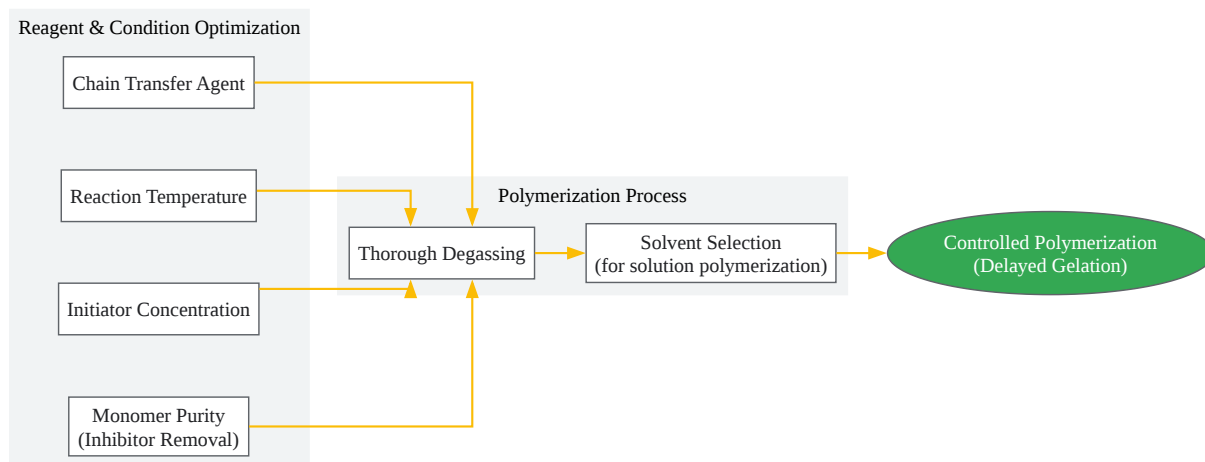 Reagent & Condition Optimization
Chain Transfer Agent
Reaction Temperature
Initiator Concentration
Monomer Purity
(Inhibitor Removal)
Polymerization Process
Thorough Degassing
Solvent Selection
(for solution polymerization)
Controlled Polymerization
(Delayed Gelation)